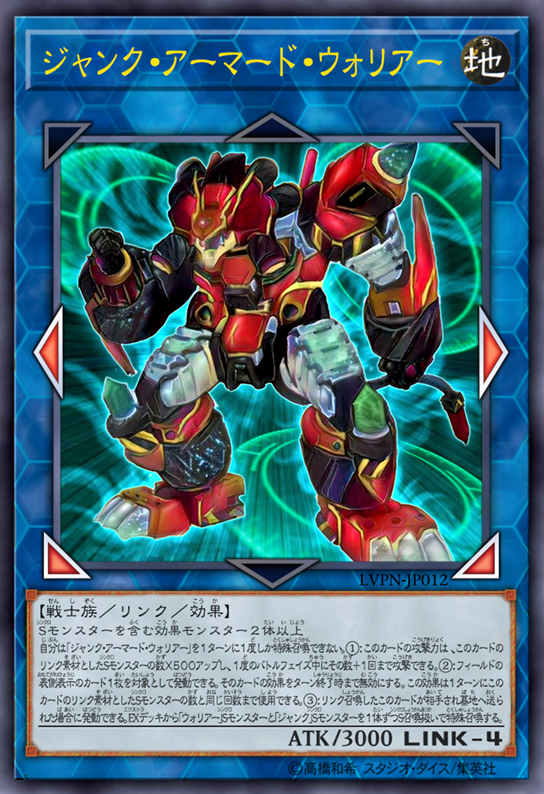 ジャンク・アーマード・ウォリアー
地
LVPN-JP012
【戦士族／リンク／効果】
Sモンスターを含む効果モンスター2体以上
自分は「ジャンク・アーマード・ウォリアー」を1ターンに1度しか特殊召喚できない。①：このカードの攻撃力は、このカードの
リンク素材としたSモンスターの数×500アップし、1度のバトルフェイズ中にその数+1回まで攻撃できる。②：フィールドの
表側表示のカード1枚を対象として発動できる。そのカードの効果をターン終了時まで無効にする。この効果は1ターンにこの
カードのリンク素材としたSモンスターの数と同じ回数まで使用できる。③：リンク召喚したこのカードが相手され墓地へ送ら
れた場合に発動できる。EXデッキから「ウォリアー」Sモンスターと「ジャンク」Sモンスターを1体ずつS召喚扱いで特殊召喚する。
ATK/3000 LINK-4
©高橋和希 スタジオ・ダイス/集英社